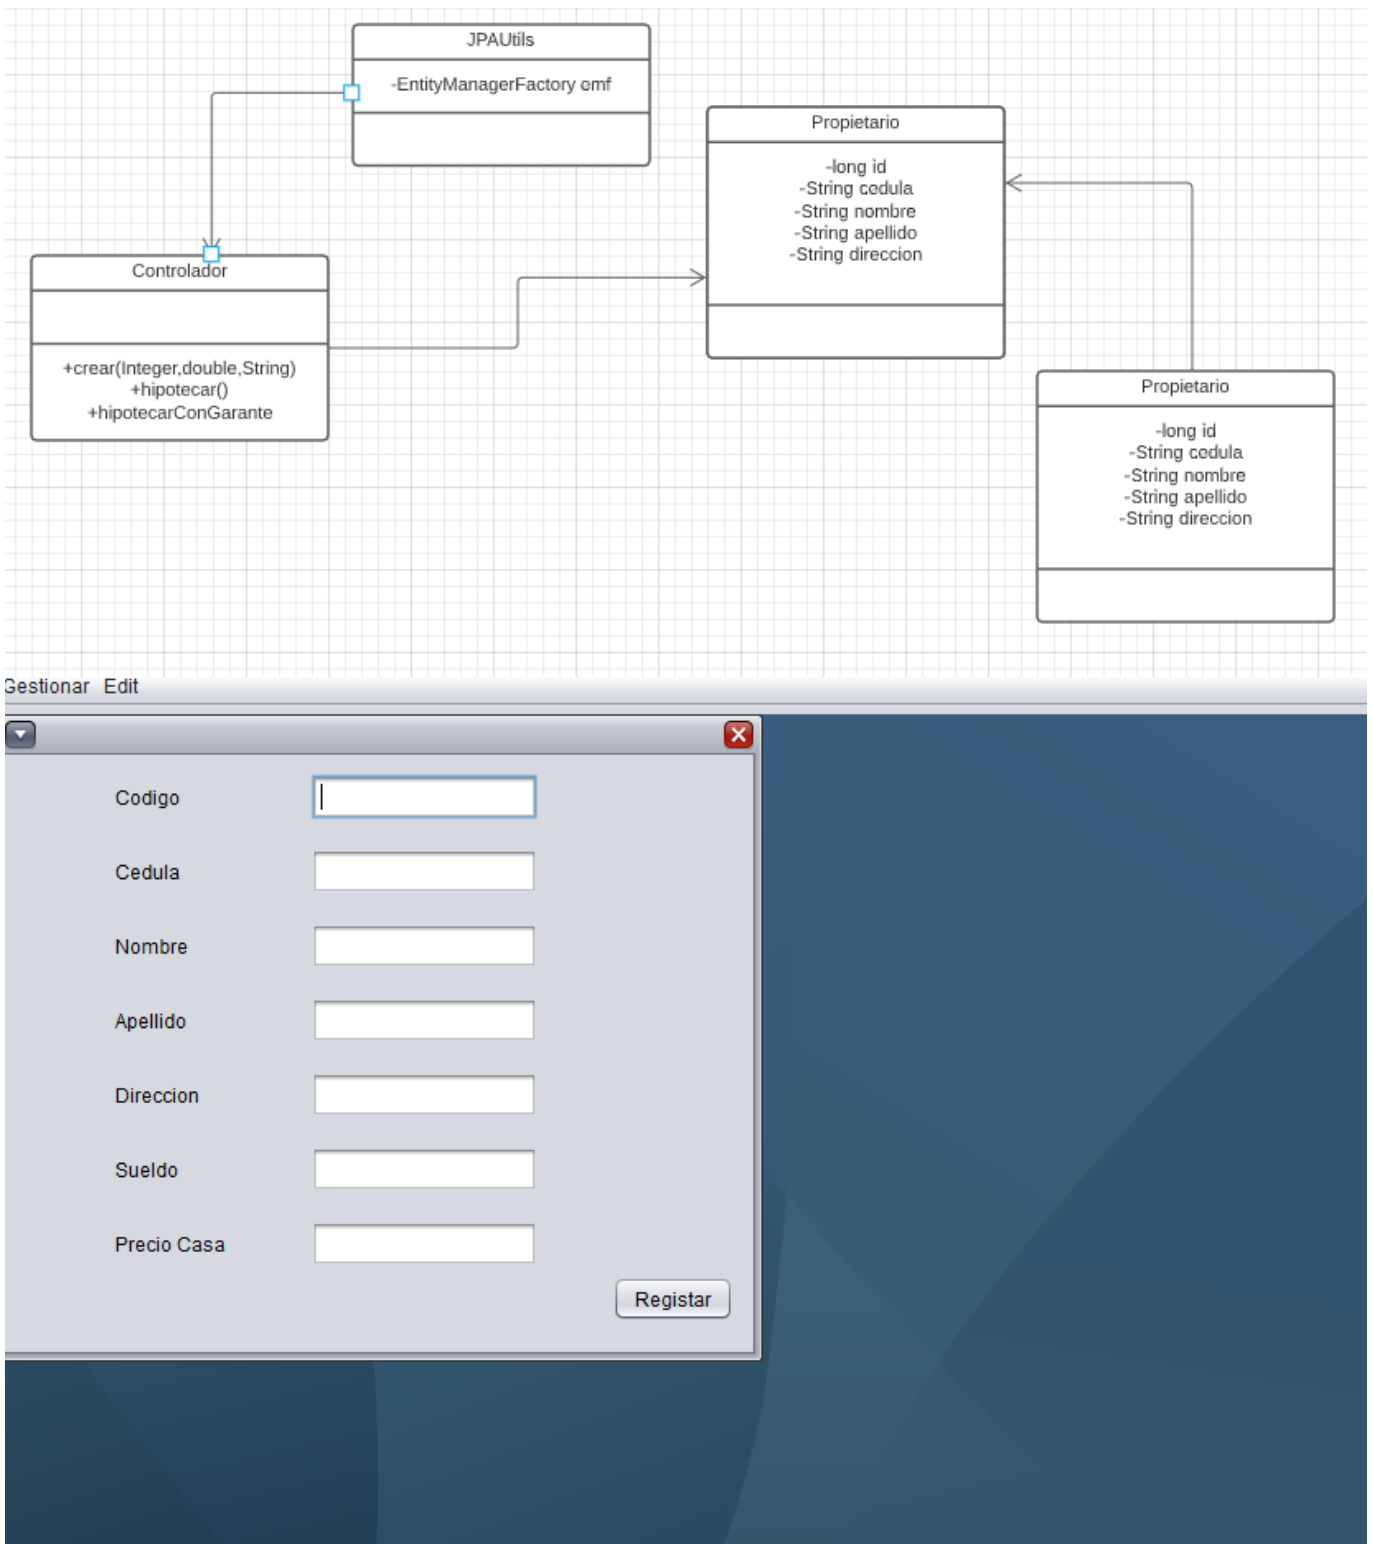 JPAUtils
-EntityManagerFactory emf
Propietario
-long id
-String cedula
-String nombre
-String apellido
-String direccion
Controlador
+crear(Integer,double,String)
+hipotecar()
+hipotecarConGarante
Propietario
-long id
-String cedula
-String nombre
-String apellido
-String direccion
Gestionar Edit
Codigo
Cedula
Nombre
Apellido
Direccion
Sueldo
Precio Casa
Registar